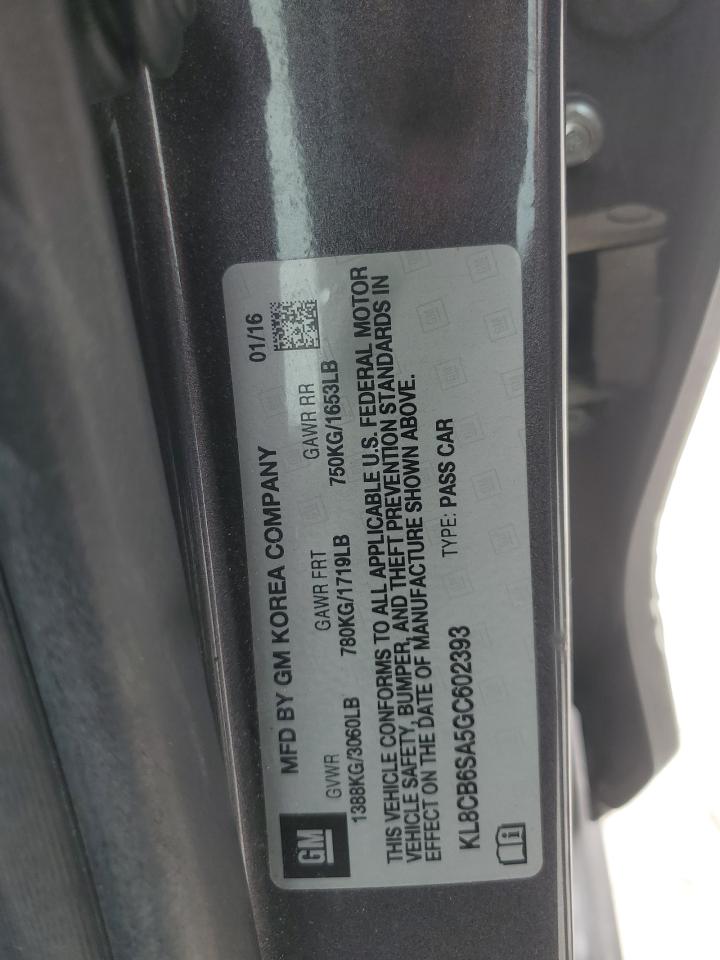 GM
MFD BY GM KOREA COMPANY
01/16
GVWR GAWR FRT GAWR RR
1388KG/3060LB 780KG/1719LB 750KG/1653LB
THIS VEHICLE CONFORMS TO ALL APPLICABLE U.S. FEDERAL MOTOR
VEHICLE SAFETY, BUMPER, AND THEFT PREVENTION STANDARDS IN
EFFECT ON THE DATE OF MANUFACTURE SHOWN ABOVE.
KL8CB6SA5GC602393 TYPE: PASS CAR